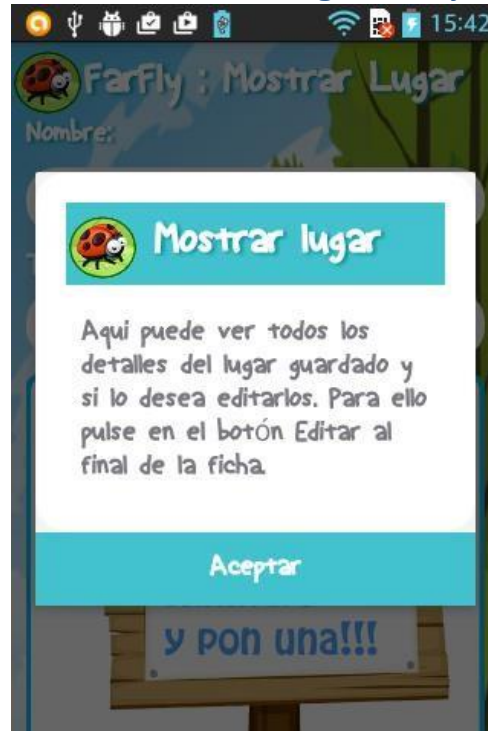 15:42
FarFly : Mostrar Lugar
Nombre:
Mostrar lugar
Aqui puede ver todos los
detalles del lugar guardado y
si lo desea editarlos. Para ello
pulse en el botón Editar al
final de la ficha.
Aceptar
y pon una!!!